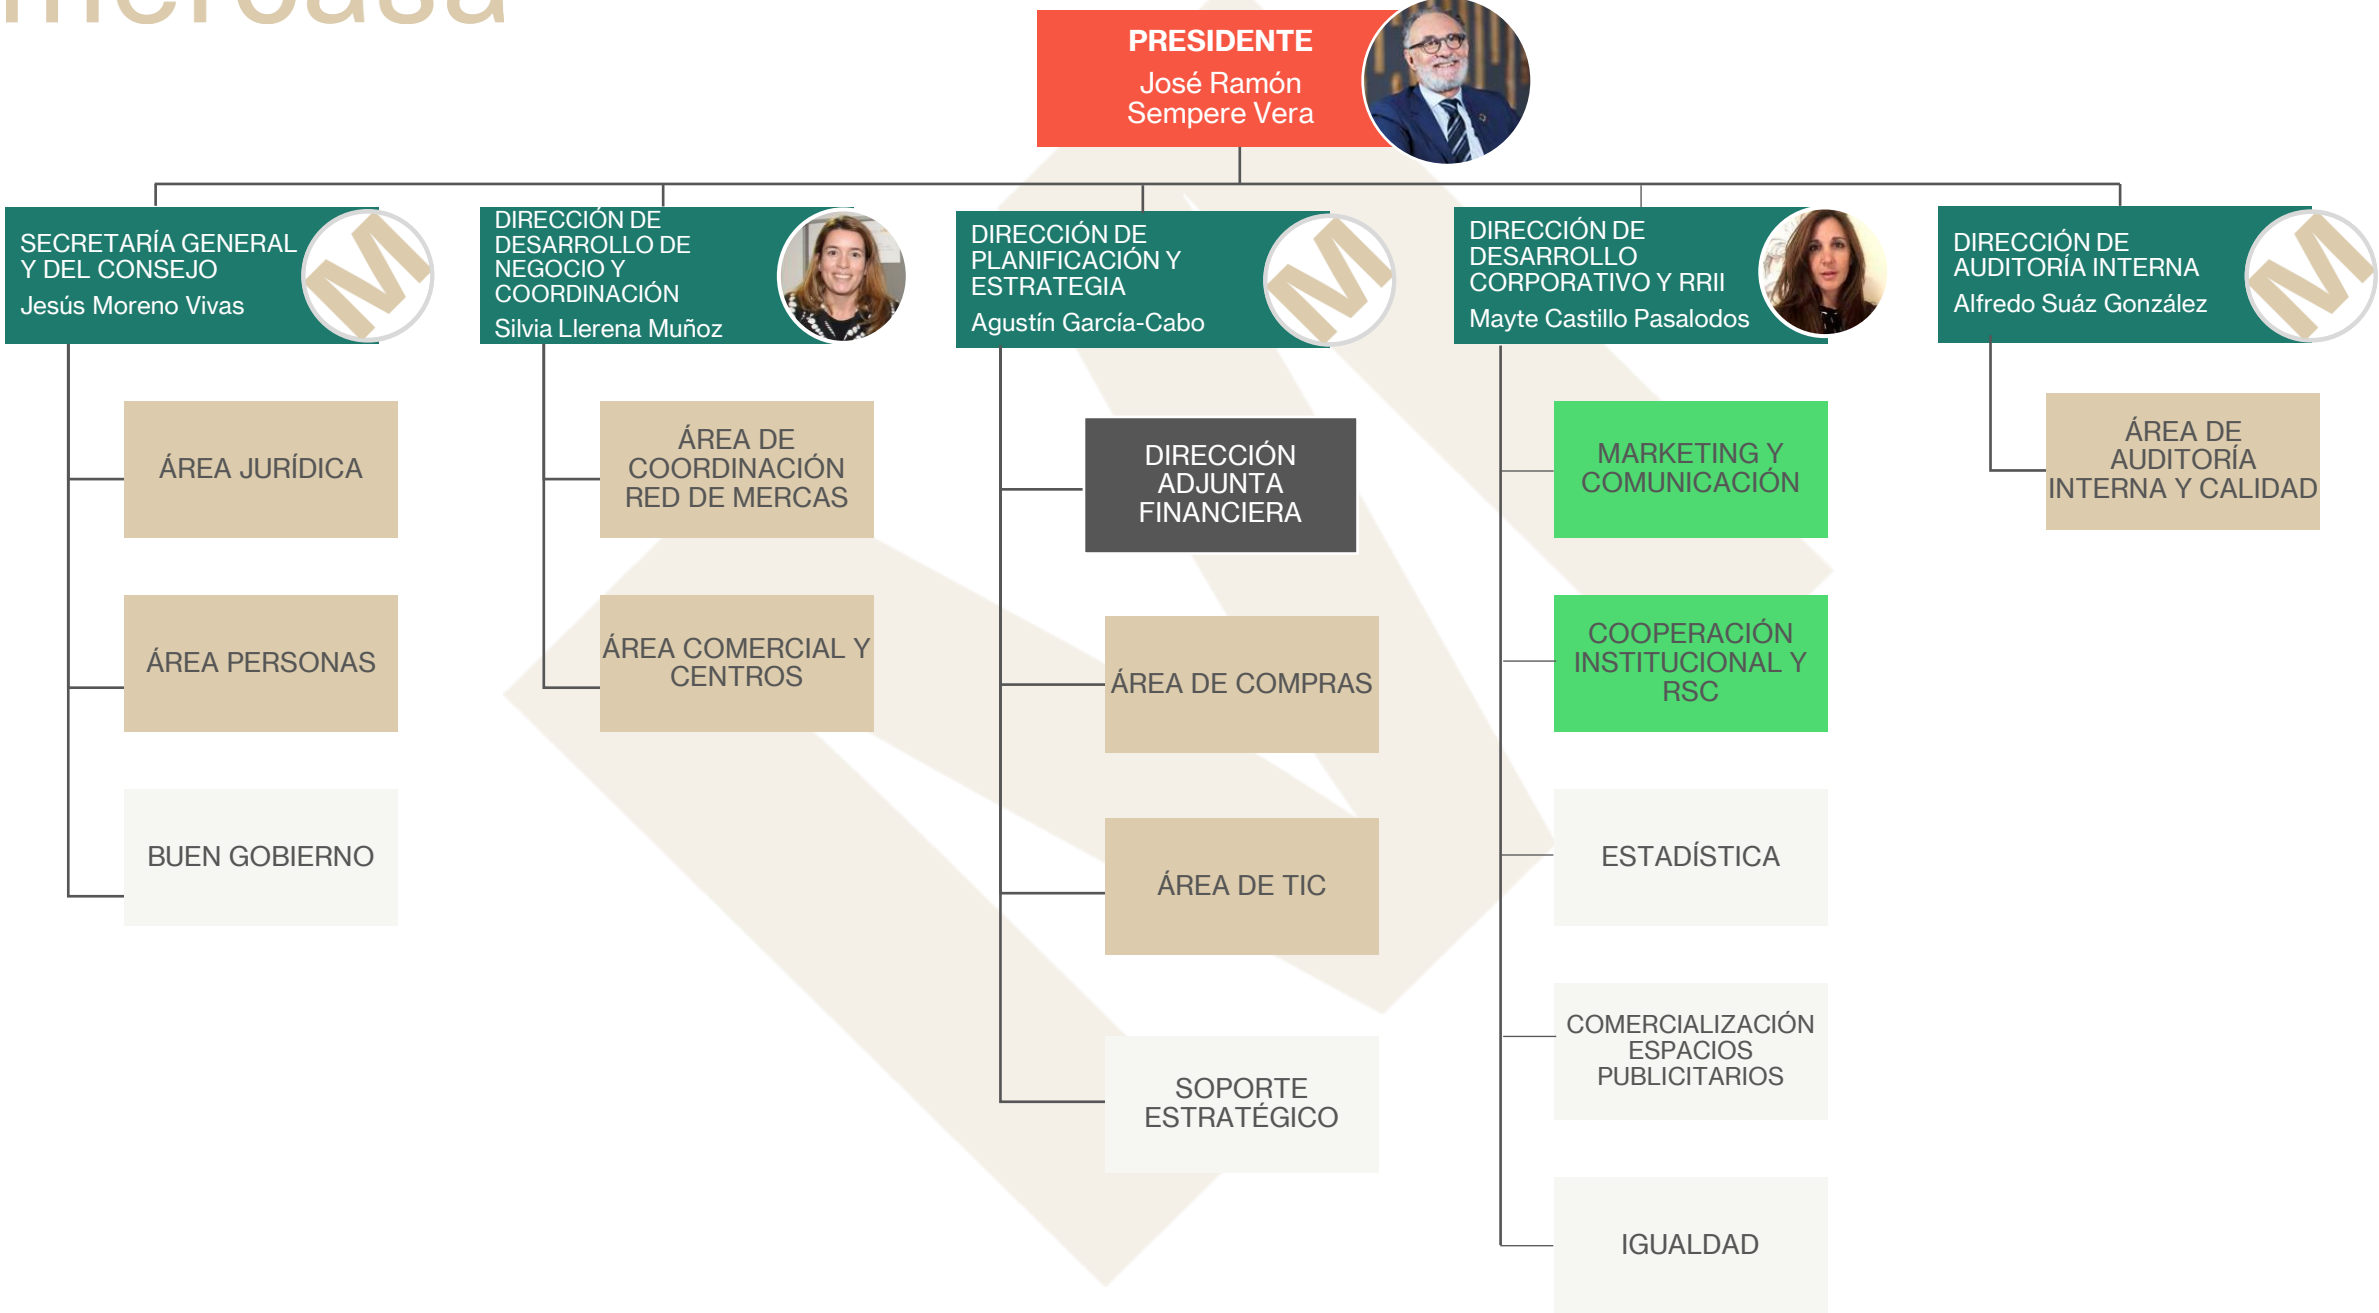 mercasa
PRESIDENTE
José Ramón
Sempere Vera
SECRETARÍA GENERAL
Y DEL CONSEJO
Jesús Moreno Vivas
DIRECCIÓN DE
DESARROLLO DE
NEGOCIO Y
COORDINACIÓN
Silvia Llerena Muñoz
DIRECCIÓN DE
PLANIFICACIÓN Y
ESTRATEGIA
Agustín García-Cabo
DIRECCIÓN DE
DESARROLLO
CORPORATIVO Y RRII
Mayte Castillo Pasalodos
DIRECCIÓN DE
AUDITORÍA INTERNA
Alfredo Suáz González
ÁREA JURÍDICA
ÁREA PERSONAS
BUEN GOBIERNO
ÁREA DE
COORDINACIÓN
RED DE MERCAS
ÁREA COMERCIAL Y
CENTROS
DIRECCIÓN
ADJUNTA
FINANCIERA
ÁREA DE COMPRAS
ÁREA DE TIC
SOPORTE
ESTRATÉGICO
MARKETING Y
COMUNICACIÓN
COOPERACIÓN
INSTITUCIONAL Y
RSC
ESTADÍSTICA
COMERCIALIZACIÓN
ESPACIOS
PUBLICITARIOS
IGUALDAD
ÁREA DE
AUDITORÍA
INTERNA Y CALIDAD